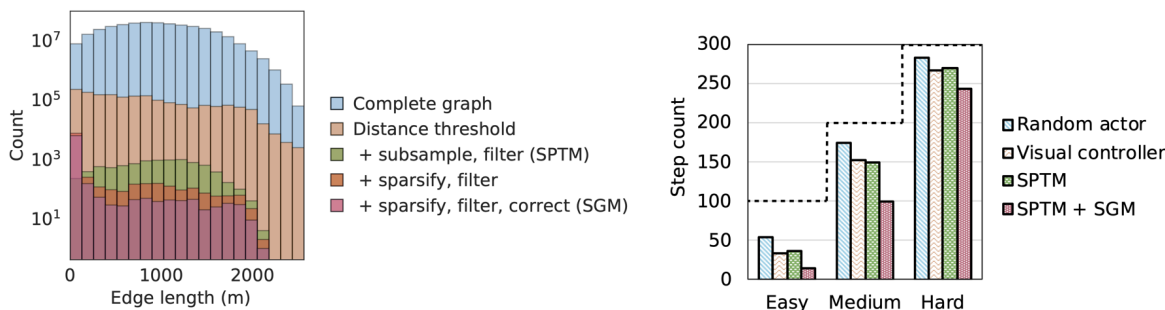 Count
10^7
10^5
10^3
10^1
0
1000
2000
Edge length (m)
Complete graph
Distance threshold
+ subsample, filter (SPTM)
+ sparsify, filter
+ sparsify, filter, correct (SGM)
Step count
300
250
200
150
100
50
0
Easy
Medium
Hard
Random actor
Visual controller
SPTM
SPTM + SGM